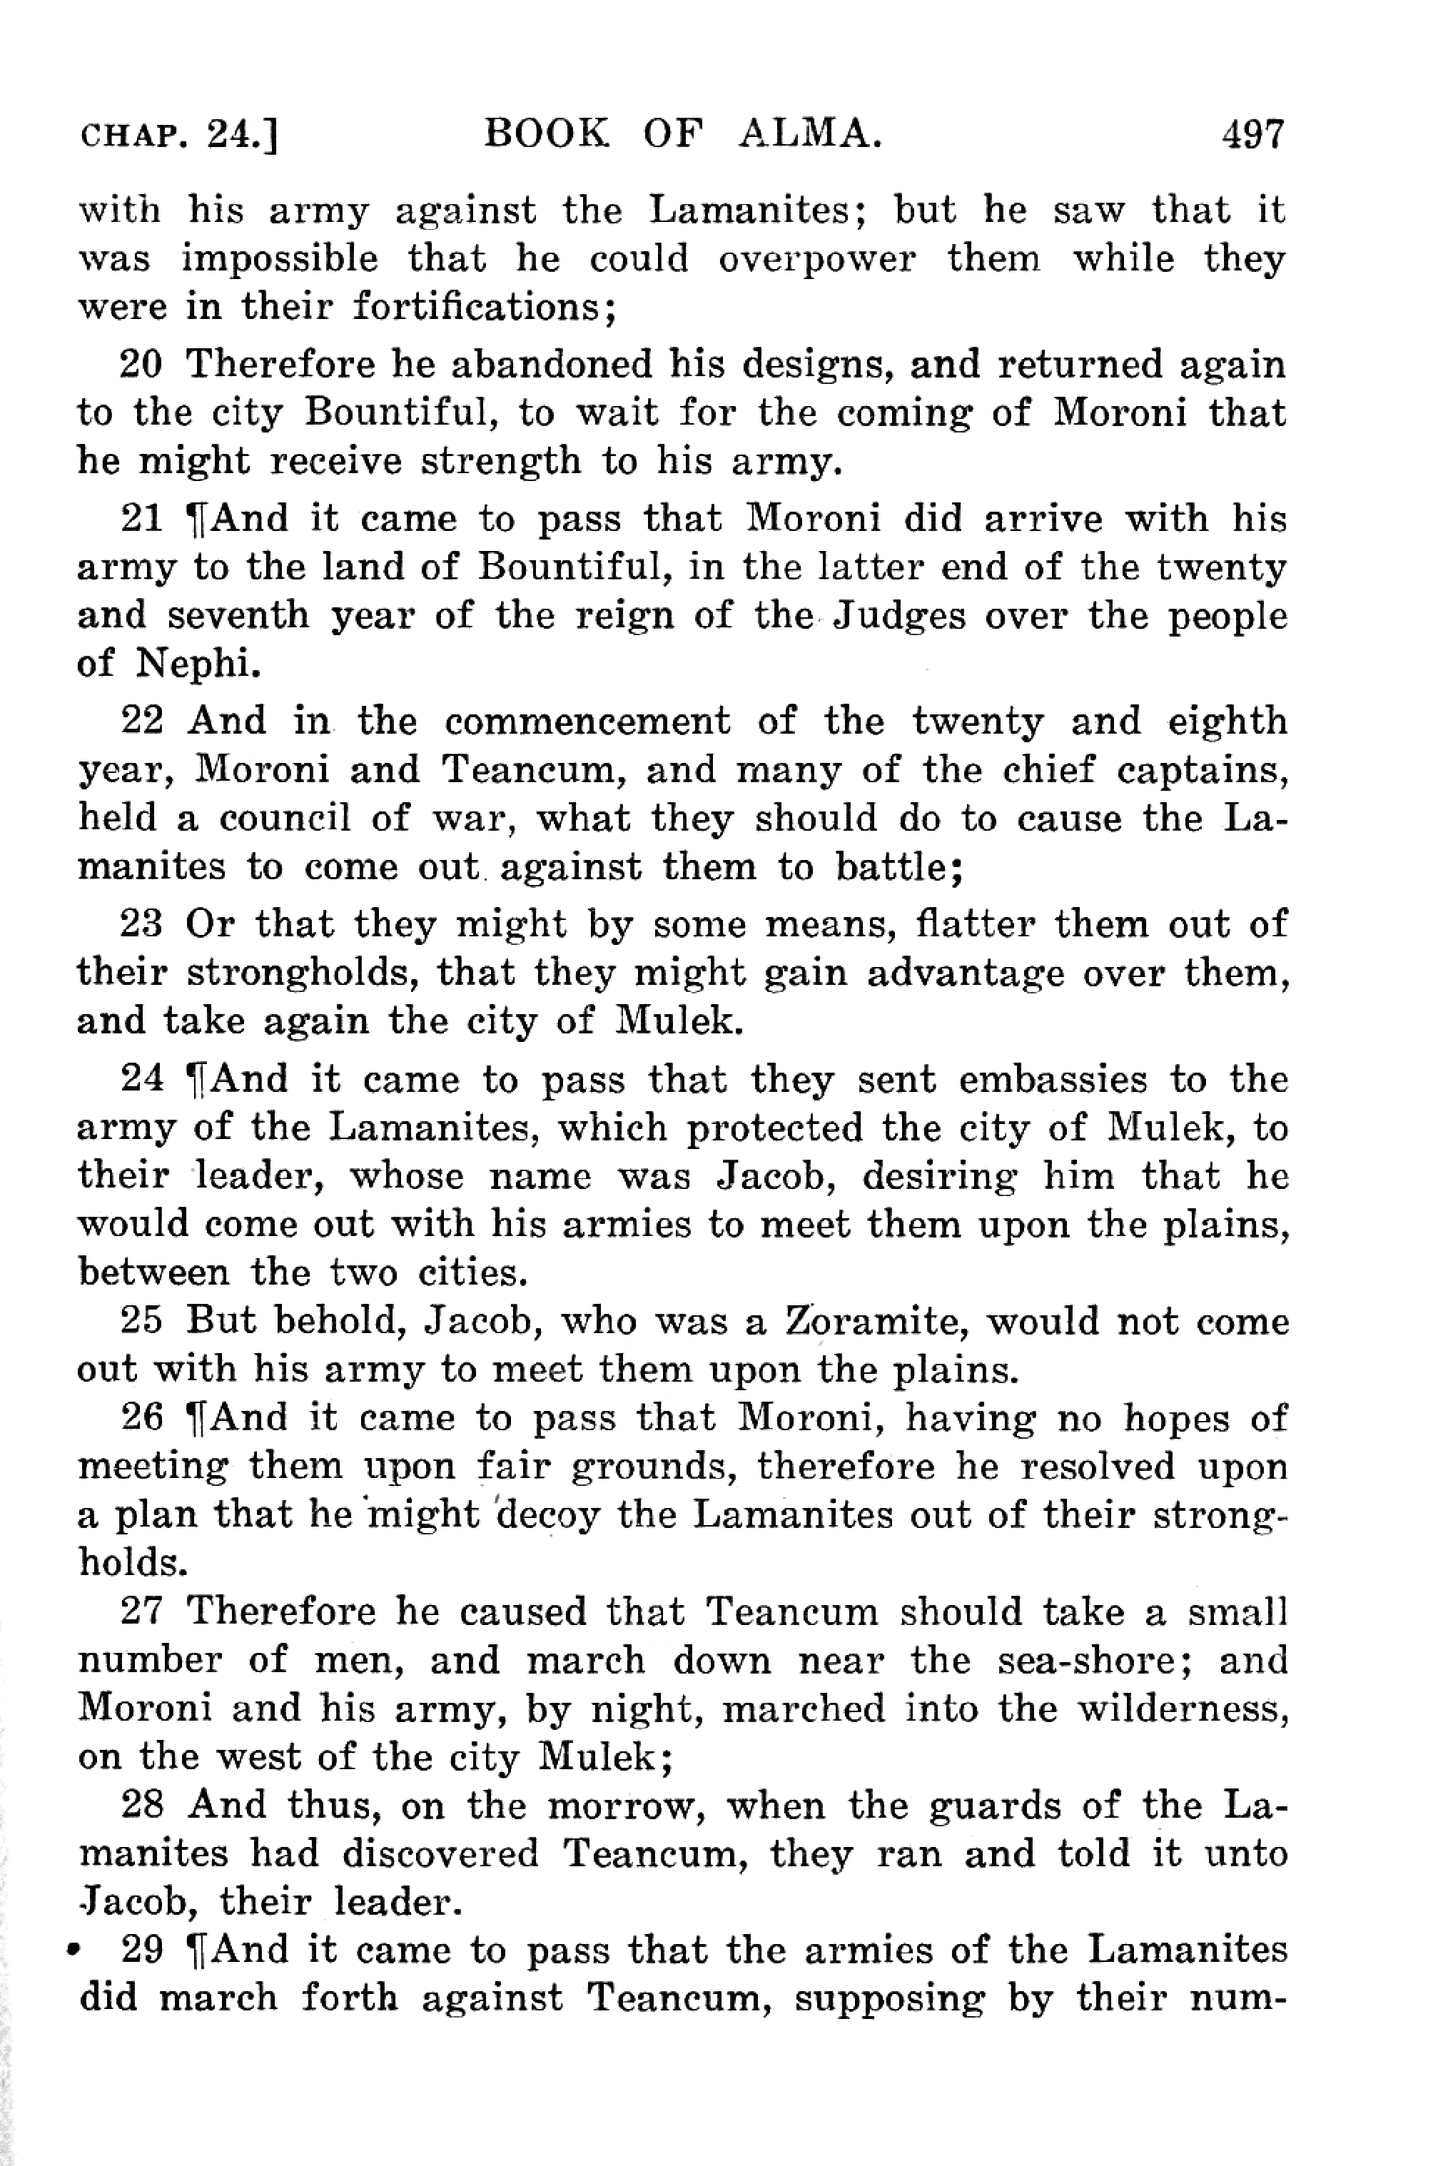 CHAP. 24.] BOOK OF ALMA. 497
with his army against the Lamanites; but he saw that it
was impossible that he could overpower them while they
were in their fortifications;
20 Therefore he abandoned his designs, and returned again
to the city Bountiful, to wait for the coming of Moroni that
he might receive strength to his army.
21 ¶And it came to pass that Moroni did arrive with his
army to the land of Bountiful, in the latter end of the twenty
and seventh year of the reign of the Judges over the people
of Nephi.
22 And in the commencement of the twenty and eighth
year, Moroni and Teancum, and many of the chief captains,
held a council of war, what they should do to cause the La-
manites to come out against them to battle;
23 Or that they might by some means, flatter them out of
their strongholds, that they might gain advantage over them,
and take again the city of Mulek.
24 ¶And it came to pass that they sent embassies to the
army of the Lamanites, which protected the city of Mulek, to
their leader, whose name was Jacob, desiring him that he
would come out with his armies to meet them upon the plains,
between the two cities.
25 But behold, Jacob, who was a Zoramite, would not come
out with his army to meet them upon the plains.
26 ¶And it came to pass that Moroni, having no hopes of
meeting them upon fair grounds, therefore he resolved upon
a plan that he might decoy the Lamanites out of their strong-
holds.
27 Therefore he caused that Teancum should take a small
number of men, and march down near the sea-shore; and
Moroni and his army, by night, marched into the wilderness,
on the west of the city Mulek;
28 And thus, on the morrow, when the guards of the La-
manites had discovered Teancum, they ran and told it unto
Jacob, their leader.
29 ¶And it came to pass that the armies of the Lamanites
did march forth against Teancum, supposing by their num-